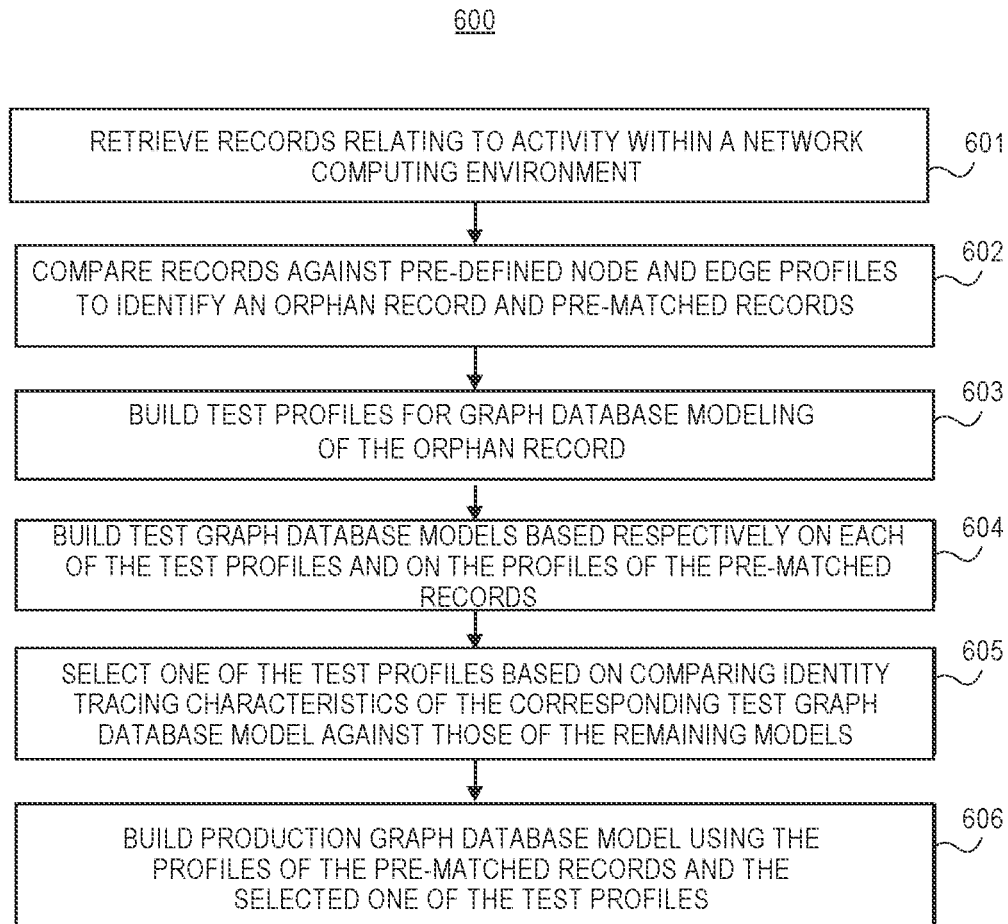 600
RETRIEVE RECORDS RELATING TO ACTIVITY WITHIN A NETWORK
COMPUTING ENVIRONMENT
601
COMPARE RECORDS AGAINST PRE-DEFINED NODE AND EDGE PROFILES
TO IDENTIFY AN ORPHAN RECORD AND PRE-MATCHED RECORDS
602
BUILD TEST PROFILES FOR GRAPH DATABASE MODELING
OF THE ORPHAN RECORD
603
BUILD TEST GRAPH DATABASE MODELS BASED RESPECTIVELY ON EACH
OF THE TEST PROFILES AND ON THE PROFILES OF THE PRE-MATCHED
RECORDS
604
SELECT ONE OF THE TEST PROFILES BASED ON COMPARING IDENTITY
TRACING CHARACTERISTICS OF THE CORRESPONDING TEST GRAPH
DATABASE MODEL AGAINST THOSE OF THE REMAINING MODELS
605
BUILD PRODUCTION GRAPH DATABASE MODEL USING THE
PROFILES OF THE PRE-MATCHED RECORDS AND THE
SELECTED ONE OF THE TEST PROFILES
606